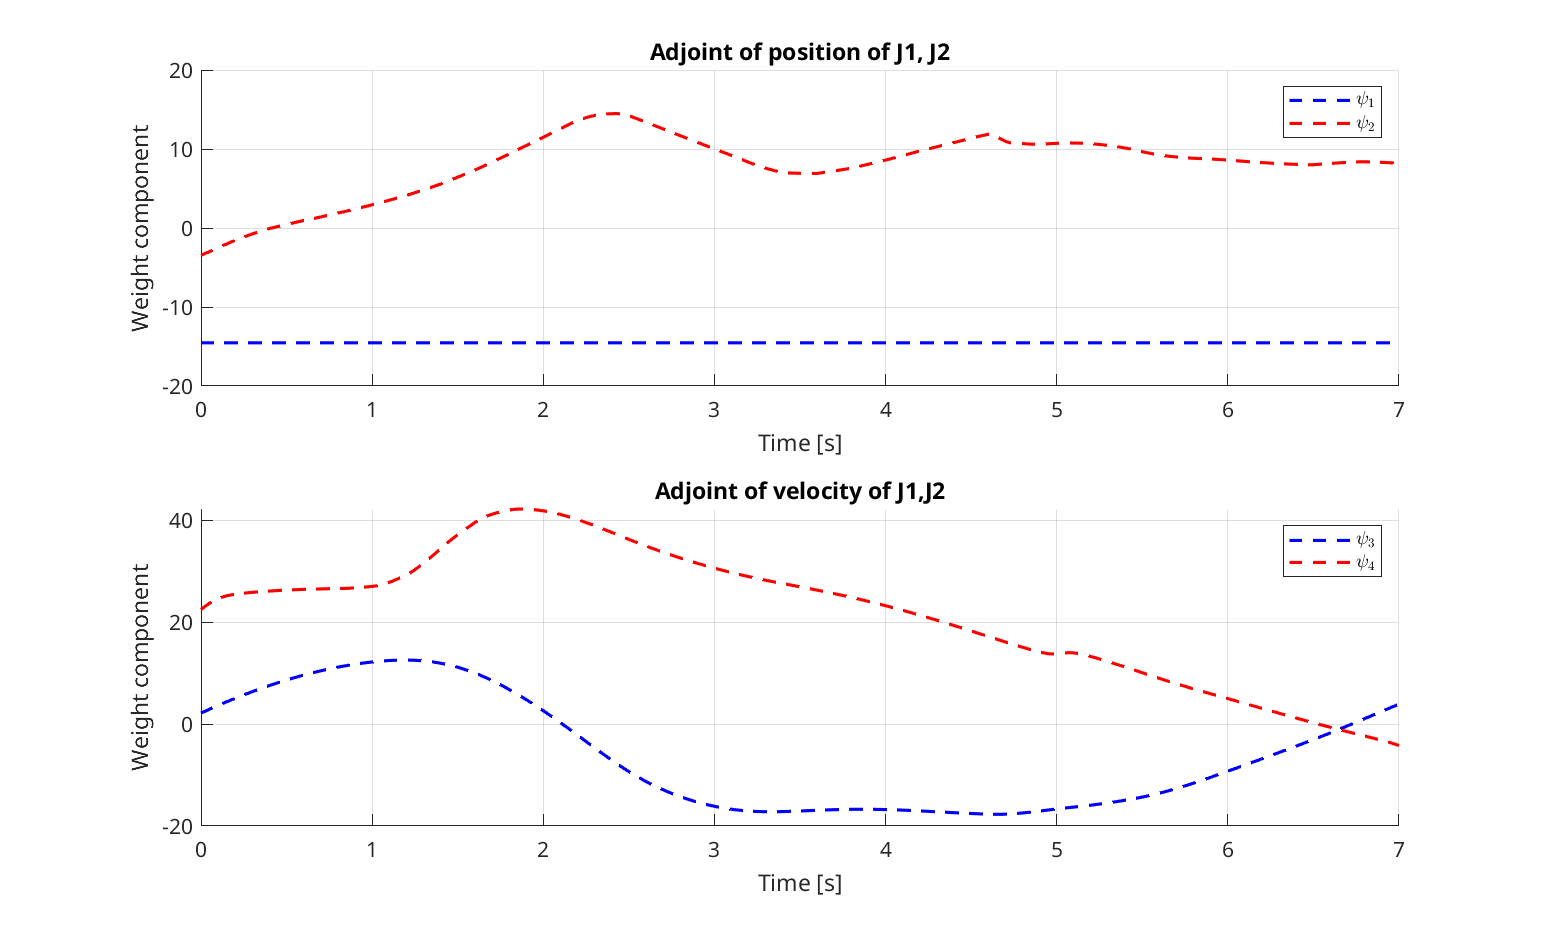 Adjoint of position of J1, J2
20
10
0
-10
-20
Weight component
ψ₁
ψ₂
0 1 2 3 4 5 6 7
Time [s]
Adjoint of velocity of J1,J2
40
20
0
-20
Weight component
ψ₃
ψ₄
0 1 2 3 4 5 6 7
Time [s]